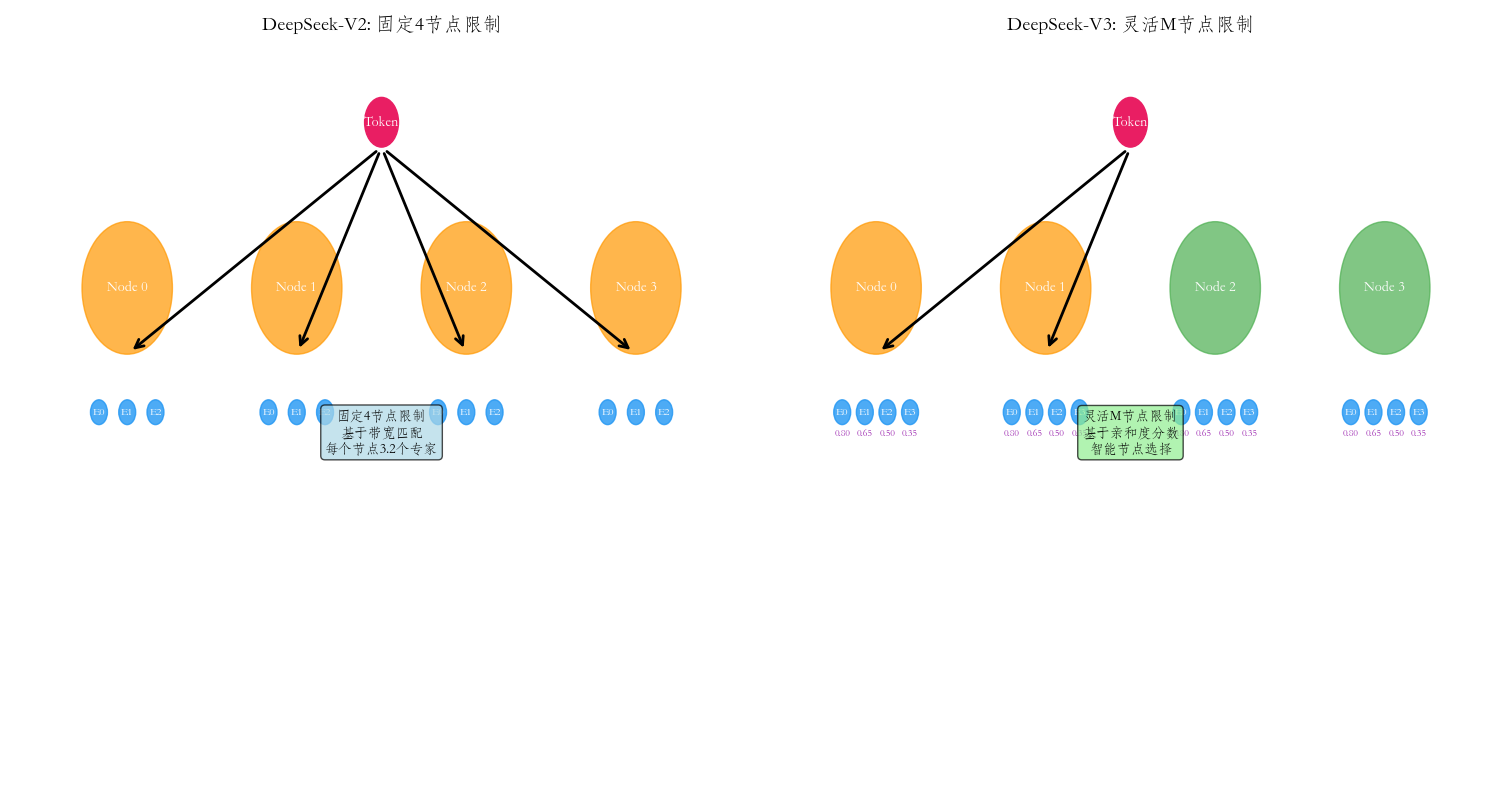 DeepSeek-V2: 固定4节点限制
Token
Node 0
Node 1
Node 2
Node 3
E0 E1 E2
E0 E1 E2
E1 E2
E0 E1 E2
固定4节点限制
基于带宽匹配
每个节点3.2个专家
DeepSeek-V3: 灵活M节点限制
Token
Node 0
Node 1
Node 2
Node 3
E0 E1 E2 E3
0.80 0.65 0.50 0.35
E0 E1 E2
0.80 0.65 0.50
E1 E2 E3
0.65 0.50 0.35
E0 E1 E2 E3
0.80 0.65 0.50 0.35
灵活M节点限制
基于亲和度分数
智能节点选择